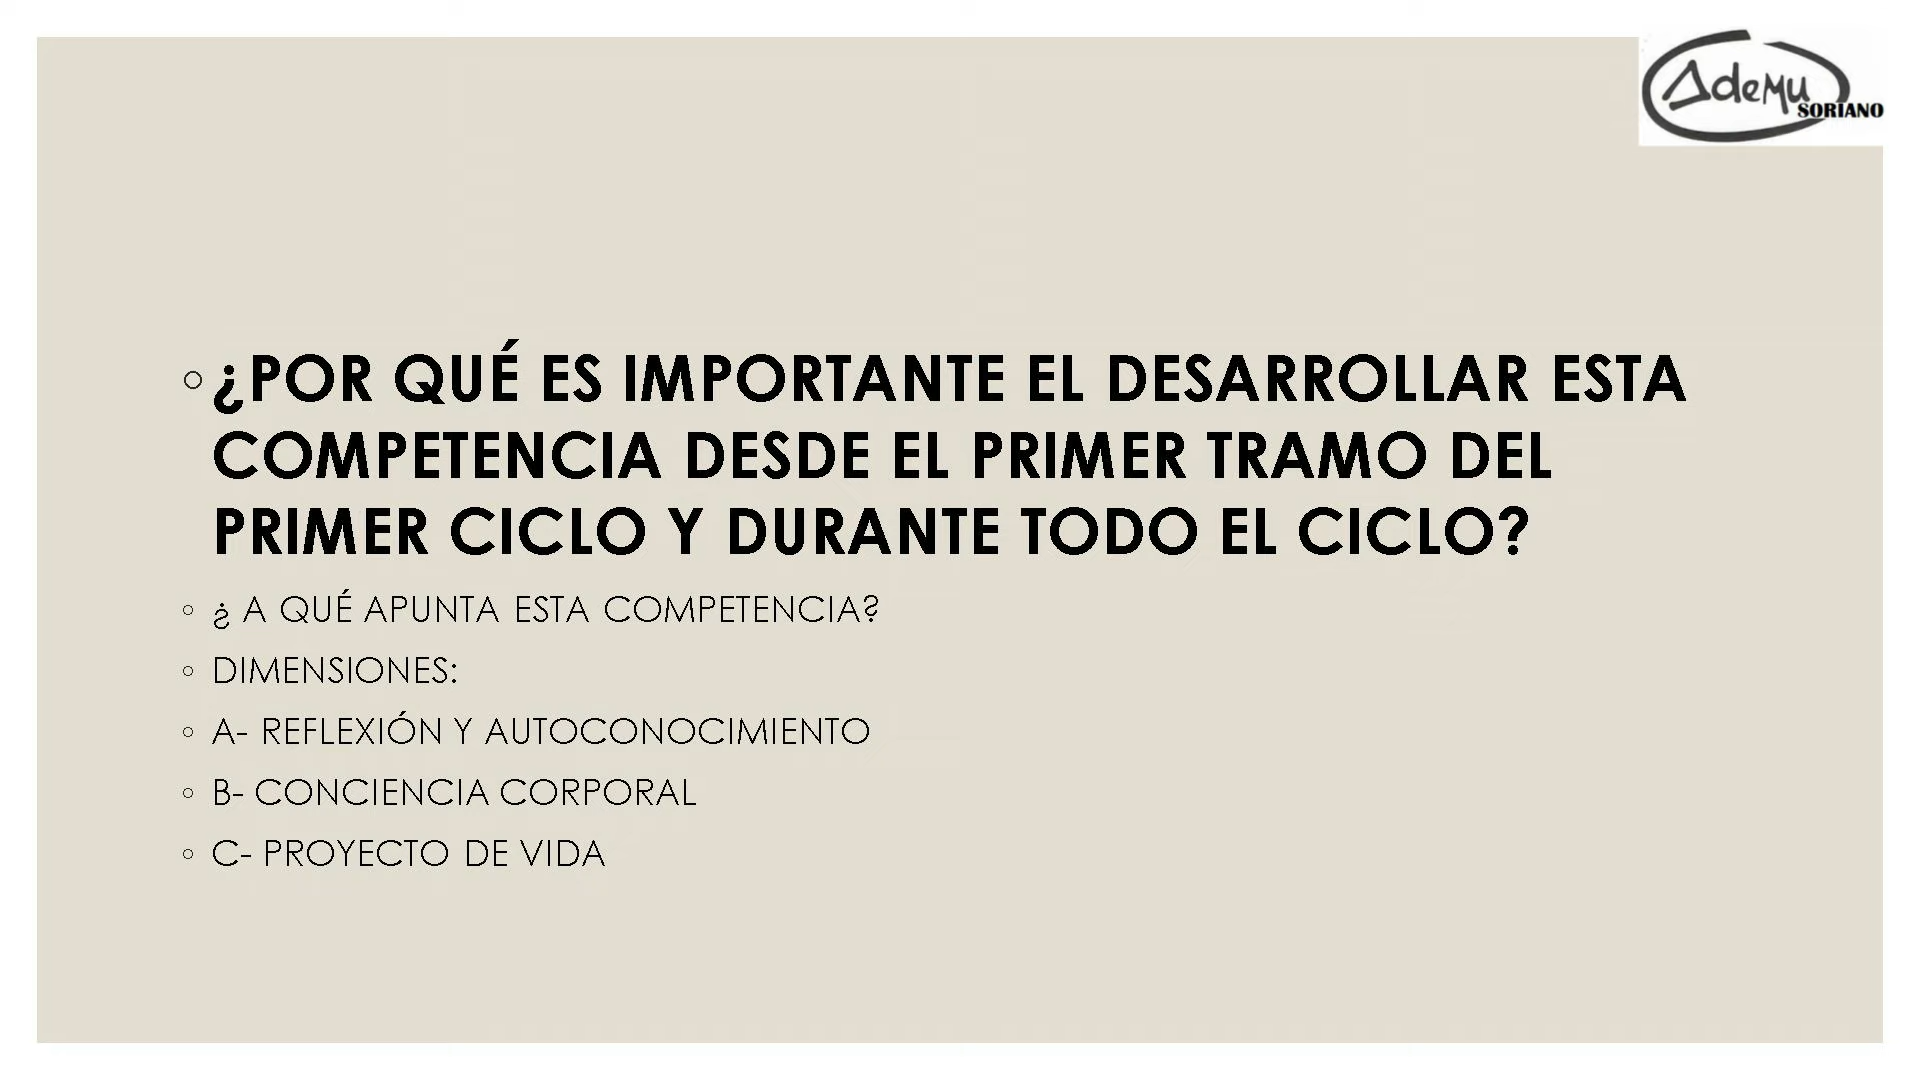 AdeMu
SORIANO
◦ ¿POR QUÉ ES IMPORTANTE EL DESARROLLAR ESTA
COMPETENCIA DESDE EL PRIMER TRAMO DEL
PRIMER CICLO Y DURANTE TODO EL CICLO?
◦ ¿ A QUÉ APUNTA ESTA COMPETENCIA?
◦ DIMENSIONES:
◦ A- REFLEXIÓN Y AUTOCONOCIMIENTO
◦ B- CONCIENCIA CORPORAL
◦ C- PROYECTO DE VIDA